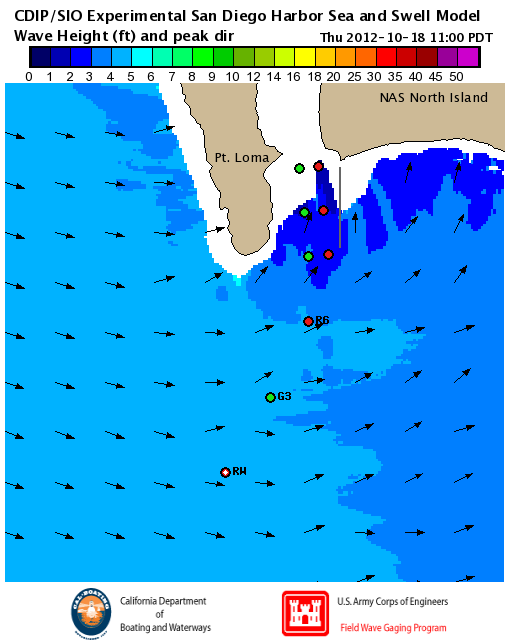 CDIP/SIO Experimental San Diego Harbor Sea and Swell Model
Wave Height (ft) and peak dir
Thu 2012-10-18 11:00 PDT
0 1 2 3 4 5 6 7 8 9 10 12 14 16 18 20 25 30 35 40 45 50
NAS North Island
Pt. Loma
R6
G3
RW
CAL-BOATING
California Department
of
Boating and Waterways
U.S. Army Corps of Engineers
Field Wave Gaging Program